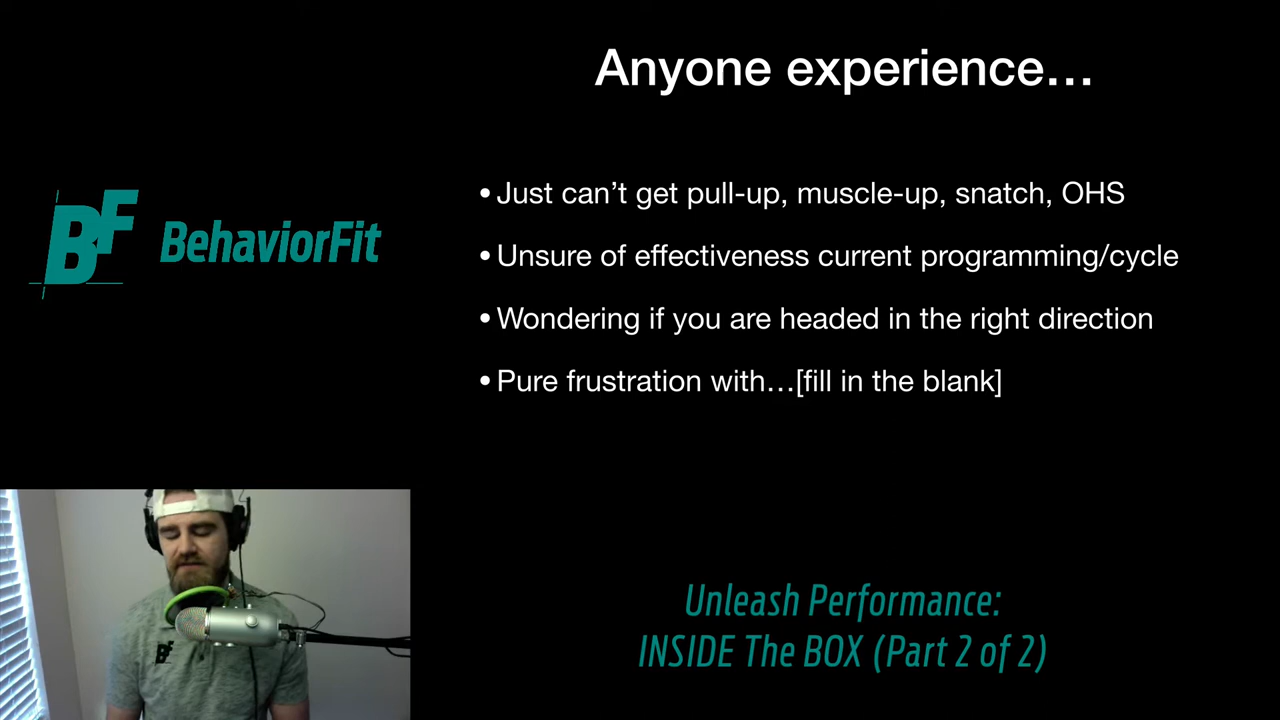 Anyone experience…
BF BehaviorFit
• Just can’t get pull-up, muscle-up, snatch, OHS
• Unsure of effectiveness current programming/cycle
• Wondering if you are headed in the right direction
• Pure frustration with…[fill in the blank]
BF
Unleash Performance:
INSIDE The BOX (Part 2 of 2)